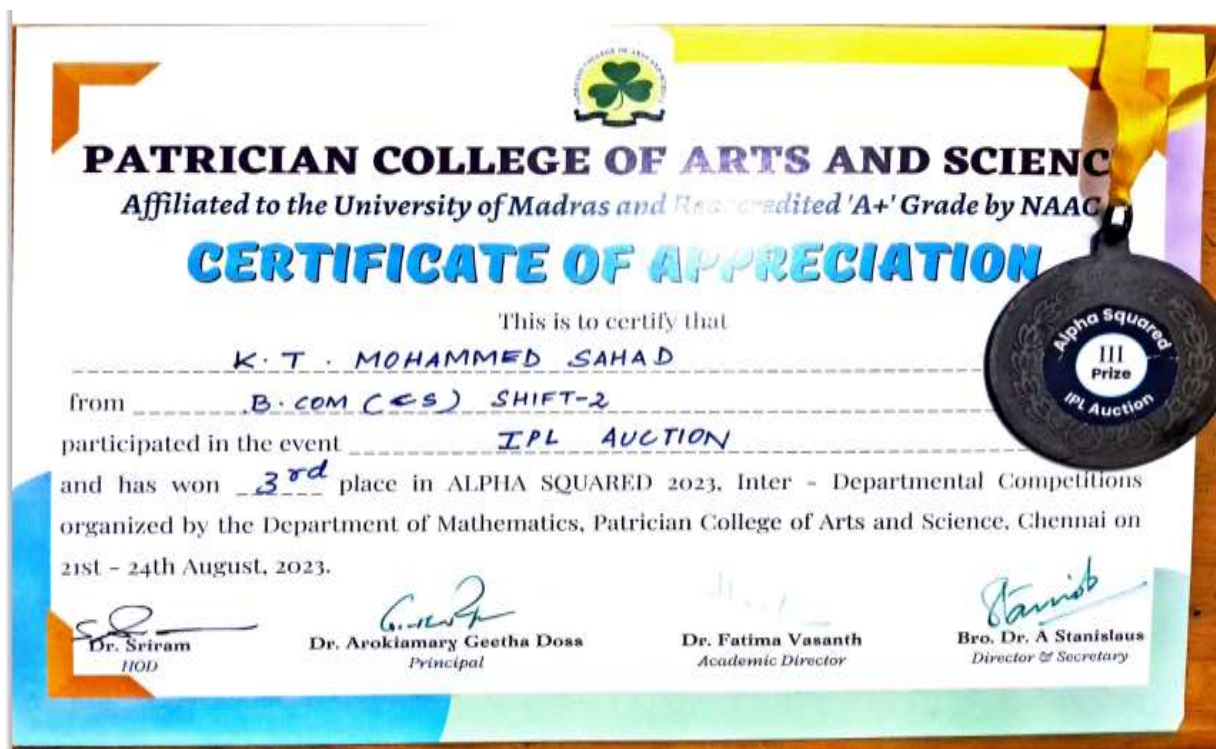 PATRICIAN COLLEGE OF ARTS AND SCIENC
Affiliated to the University of Madras and Reaccredited 'A+' Grade by NAAC
CERTIFICATE OF APPRECIATION
This is to certify that
K. T. MOHAMMED SAHAD
from B. COM (CS) SHIFT-2
participated in the event IPL AUCTION
and has won 3rd place in ALPHA SQUARED 2023, Inter - Departmental Competitions
organized by the Department of Mathematics, Patrician College of Arts and Science, Chennai on
21st - 24th August, 2023.
Dr. Sriram
HOD
Dr. Arokiamary Geetha Doss
Principal
Dr. Fatima Vasanth
Academic Director
Bro. Dr. A Stanislaus
Director & Secretary
Alpha Squared
III
Prize
IPL Auction